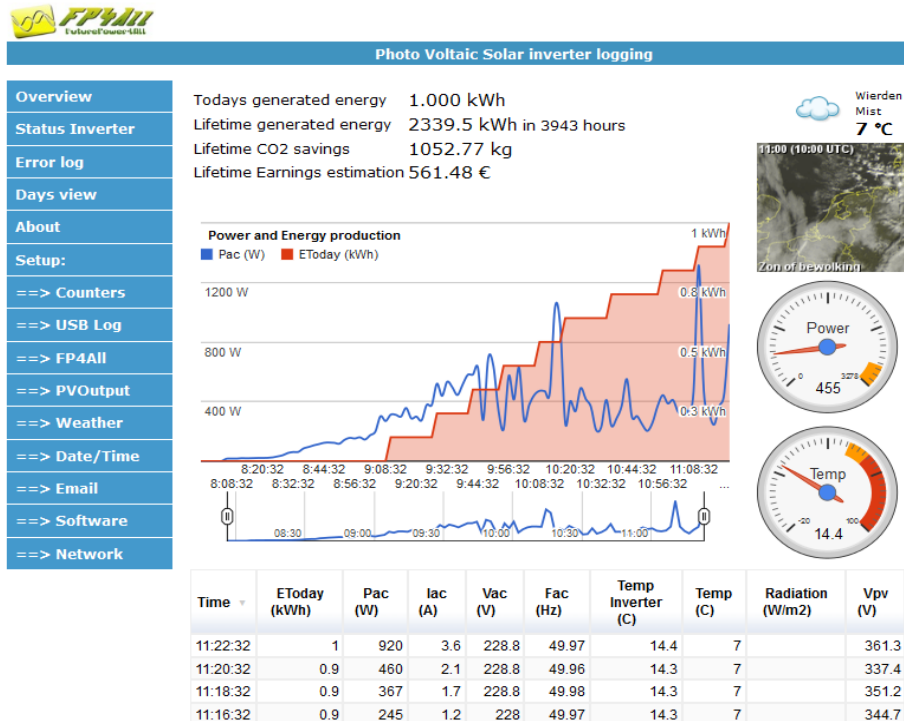 FP4All
FuturePower4All
Photo Voltaic Solar inverter logging
Overview
Status Inverter
Error log
Days view
About
Setup:
==> Counters
==> USB Log
==> FP4All
==> PVOutput
==> Weather
==> Date/Time
==> Email
==> Software
==> Network
Todays generated energy 1.000 kWh
Lifetime generated energy 2339.5 kWh in 3943 hours
Lifetime CO2 savings 1052.77 kg
Lifetime Earnings estimation 561.48 €
Wierden
Mist
7 °C
11:00 (10:00 UTC)
Zon of bewolking
Power and Energy production
Pac (W) EToday (kWh)
1 kWh
1200 W 0.8 kWh
800 W 0.5 kWh
400 W 0.3 kWh
8:20:32 8:44:32 9:08:32 9:32:32 9:56:32 10:20:32 10:44:32 11:08:32
8:08:32 8:32:32 8:56:32 9:20:32 9:44:32 10:08:32 10:32:32 10:56:32 ...
08:30 09:00 09:30 10:00 10:30 11:00
Power
0 3278
455
Temp
-20 100
14.4
Time EToday (kWh) Pac (W) Iac (A) Vac (V) Fac (Hz) Temp Inverter (C) Temp (C) Radiation (W/m2) Vpv (V)
11:22:32 1 920 3.6 228.8 49.97 14.4 7 361.3
11:20:32 0.9 460 2.1 228.8 49.96 14.3 7 337.4
11:18:32 0.9 367 1.7 228.8 49.98 14.3 7 351.2
11:16:32 0.9 245 1.2 228 49.97 14.3 7 344.7